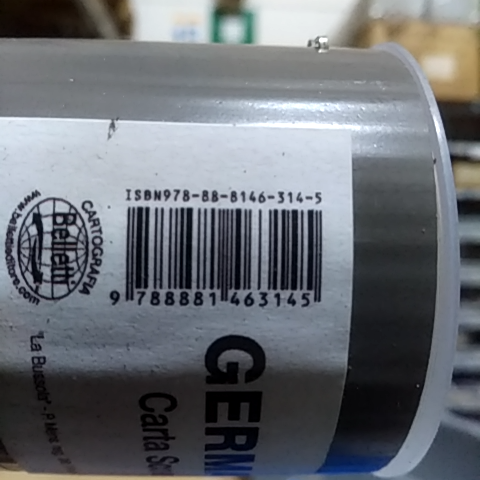 ISBN978-88-8146-314-5
9 788881 463145
CARTOGRAFIA
Belletti
www.bellettieditore.com
"La Bussola" - P
GERM
Carta